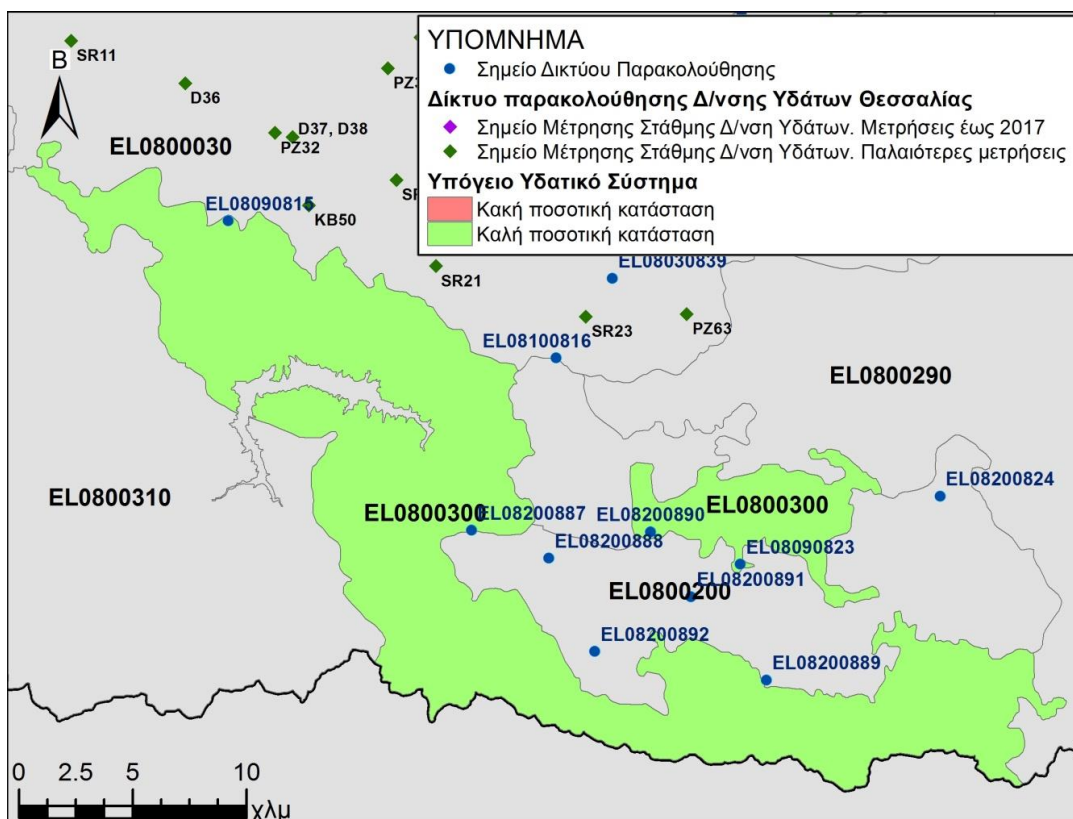 ΥΠΟΜΝΗΜΑ
Σημείο Δικτύου Παρακολούθησης
Δίκτυο παρακολούθησης Δ/νσης Υδάτων Θεσσαλίας
Σημείο Μέτρησης Στάθμης Δ/νση Υδάτων. Μετρήσεις έως 2017
Σημείο Μέτρησης Στάθμης Δ/νση Υδάτων. Παλαιότερες μετρήσεις
Υπόγειο Υδατικό Σύστημα
Κακή ποσοτική κατάσταση
Καλή ποσοτική κατάσταση
SR11
B
D36
D37, D38
PZ32
EL0800030
EL08090815
KB50
SR21
EL08030839
SR23
PZ63
EL08100816
EL0800290
EL0800310
EL0800300
EL08200887
EL08200890
EL0800300
EL08200824
EL08200888
EL08090823
EL08200891
EL0800200
EL08200892
EL08200889
0 2.5 5 10
χλμ